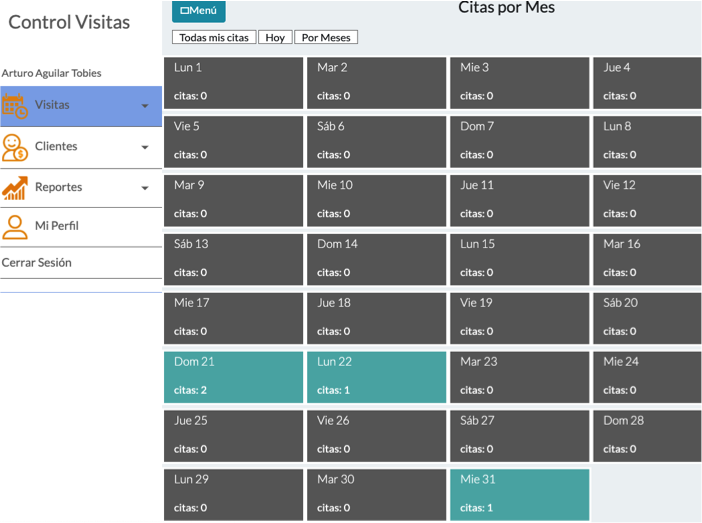 Control Visitas
Arturo Aguilar Tobies
Visitas
Clientes
Reportes
Mi Perfil
Cerrar Sesión
Menú
Citas por Mes
Todas mis citas Hoy Por Meses
Lun 1 Mar 2 Mie 3 Jue 4
citas: 0 citas: 0 citas: 0 citas: 0
Vie 5 Sáb 6 Dom 7 Lun 8
citas: 0 citas: 0 citas: 0 citas: 0
Mar 9 Mie 10 Jue 11 Vie 12
citas: 0 citas: 0 citas: 0 citas: 0
Sáb 13 Dom 14 Lun 15 Mar 16
citas: 0 citas: 0 citas: 0 citas: 0
Mie 17 Jue 18 Vie 19 Sáb 20
citas: 0 citas: 0 citas: 0 citas: 0
Dom 21 Lun 22 Mar 23 Mie 24
citas: 2 citas: 1 citas: 0 citas: 0
Jue 25 Vie 26 Sáb 27 Dom 28
citas: 0 citas: 0 citas: 0 citas: 0
Lun 29 Mar 30 Mie 31
citas: 0 citas: 0 citas: 1